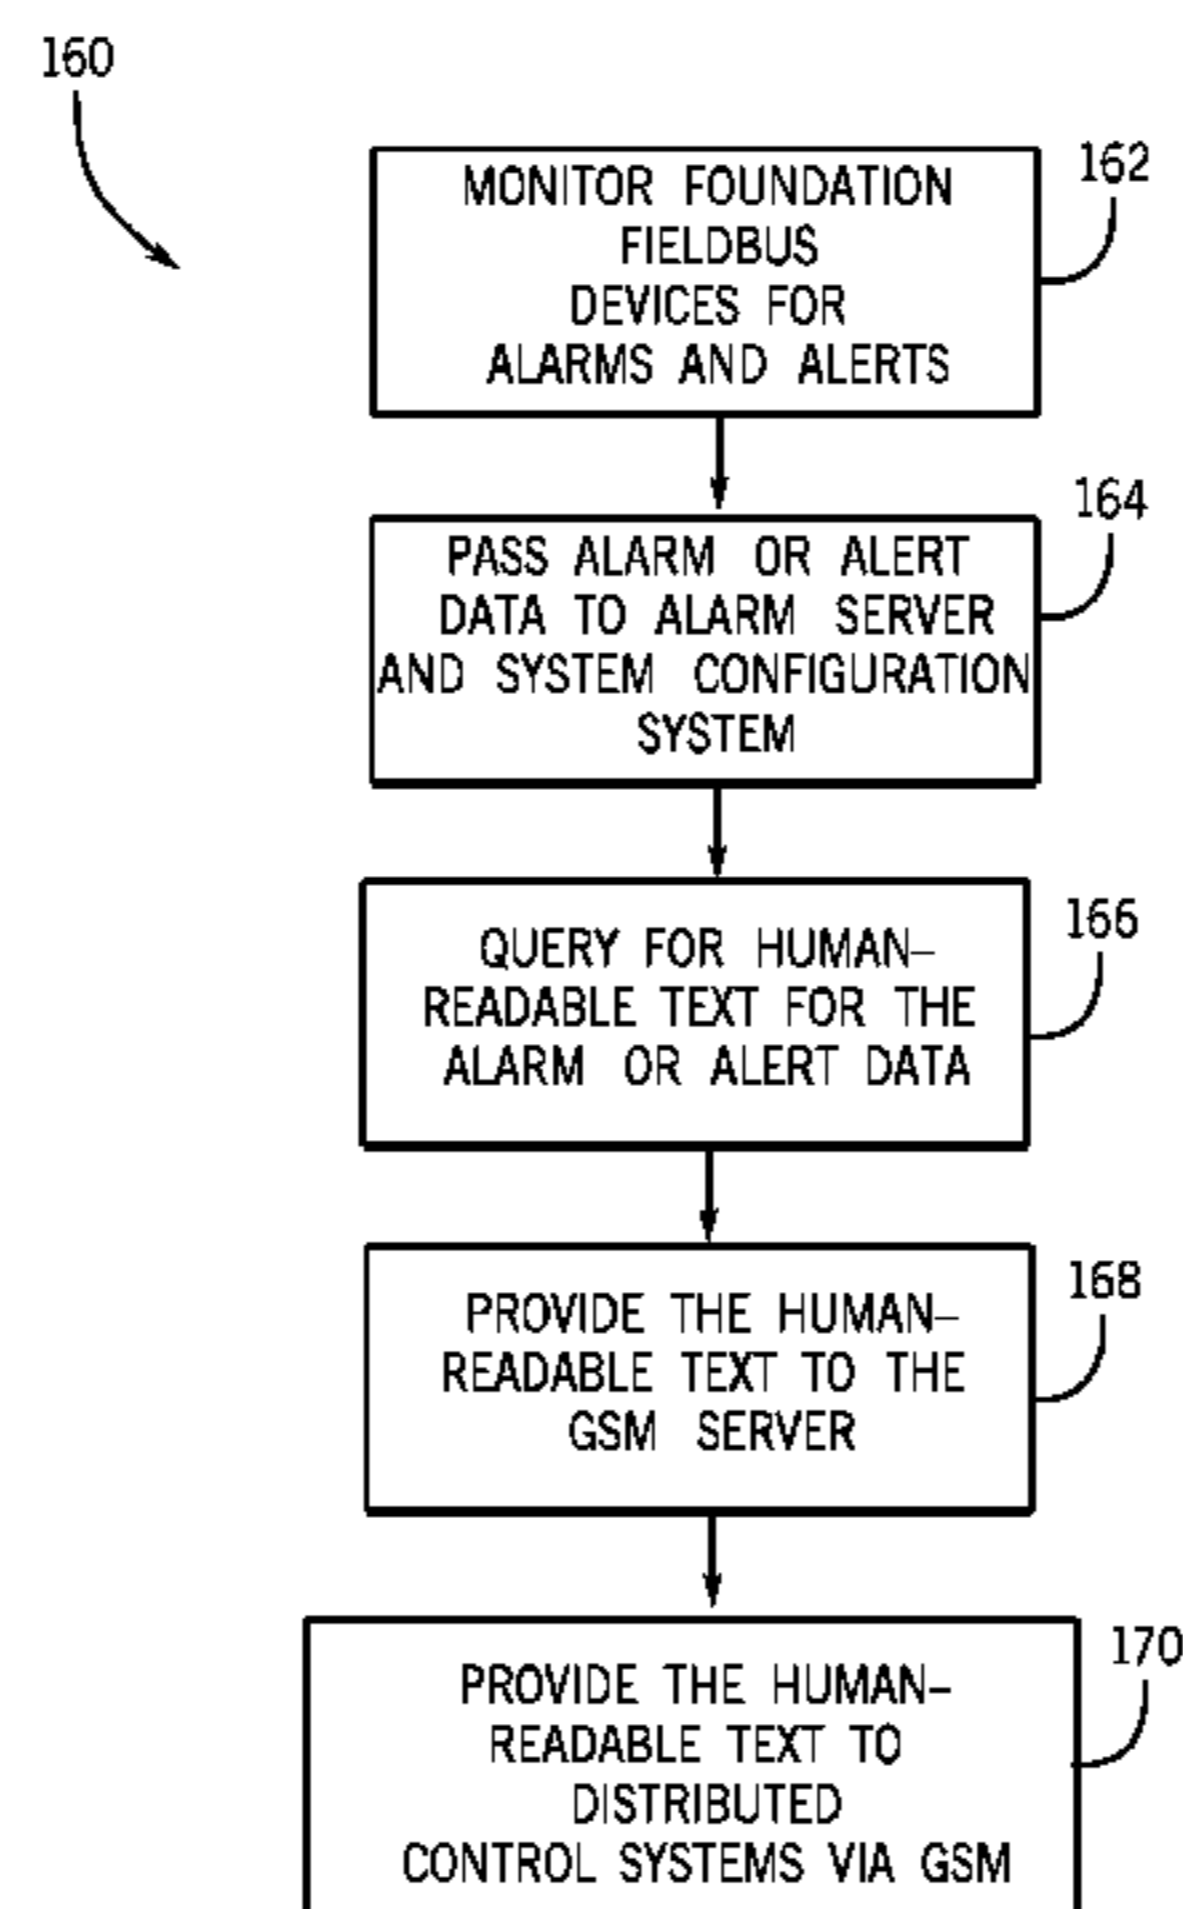 160
162
MONITOR FOUNDATION
FIELDBUS
DEVICES FOR
ALARMS AND ALERTS
164
PASS ALARM OR ALERT
DATA TO ALARM SERVER
AND SYSTEM CONFIGURATION
SYSTEM
166
QUERY FOR HUMAN–
READABLE TEXT FOR THE
ALARM OR ALERT DATA
168
PROVIDE THE HUMAN–
READABLE TEXT TO THE
GSM SERVER
170
PROVIDE THE HUMAN–
READABLE TEXT TO
DISTRIBUTED
CONTROL SYSTEMS VIA GSM